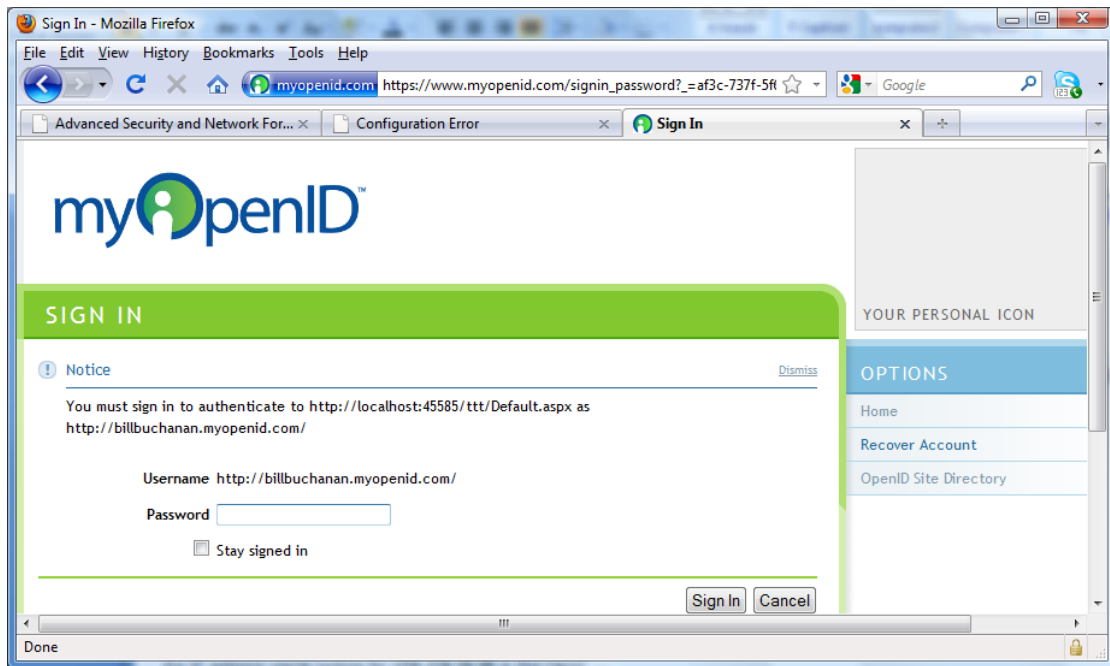 Sign In - Mozilla Firefox
File Edit View History Bookmarks Tools Help
myopenid.com https://www.myopenid.com/signin_password?_=af3c-737f-5f Google
Advanced Security and Network For... Configuration Error Sign In
myOpenID™
SIGN IN
YOUR PERSONAL ICON
Notice Dismiss
OPTIONS
You must sign in to authenticate to http://localhost:45585/ttt/Default.aspx as
http://billbuchanan.myopenid.com/
Home
Recover Account
OpenID Site Directory
Username http://billbuchanan.myopenid.com/
Password
Stay signed in
Sign In Cancel
Done